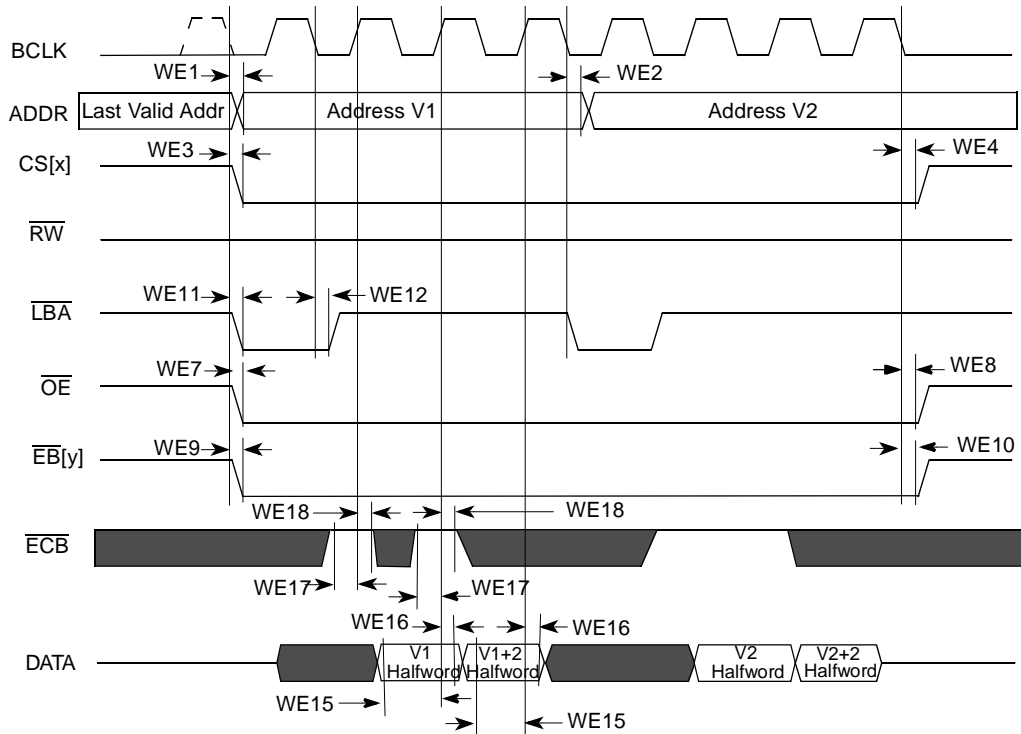 BCLK
WE1
WE2
ADDR
Last Valid Addr
Address V1
Address V2
WE3
WE4
CS[x]
RW
WE11
WE12
LBA
WE7
WE8
OE
WE9
WE10
EB[y]
WE18
WE18
ECB
WE17
WE17
WE16
WE16
DATA
V1
Halfword
V1+2
Halfword
V2
Halfword
V2+2
Halfword
WE15
WE15